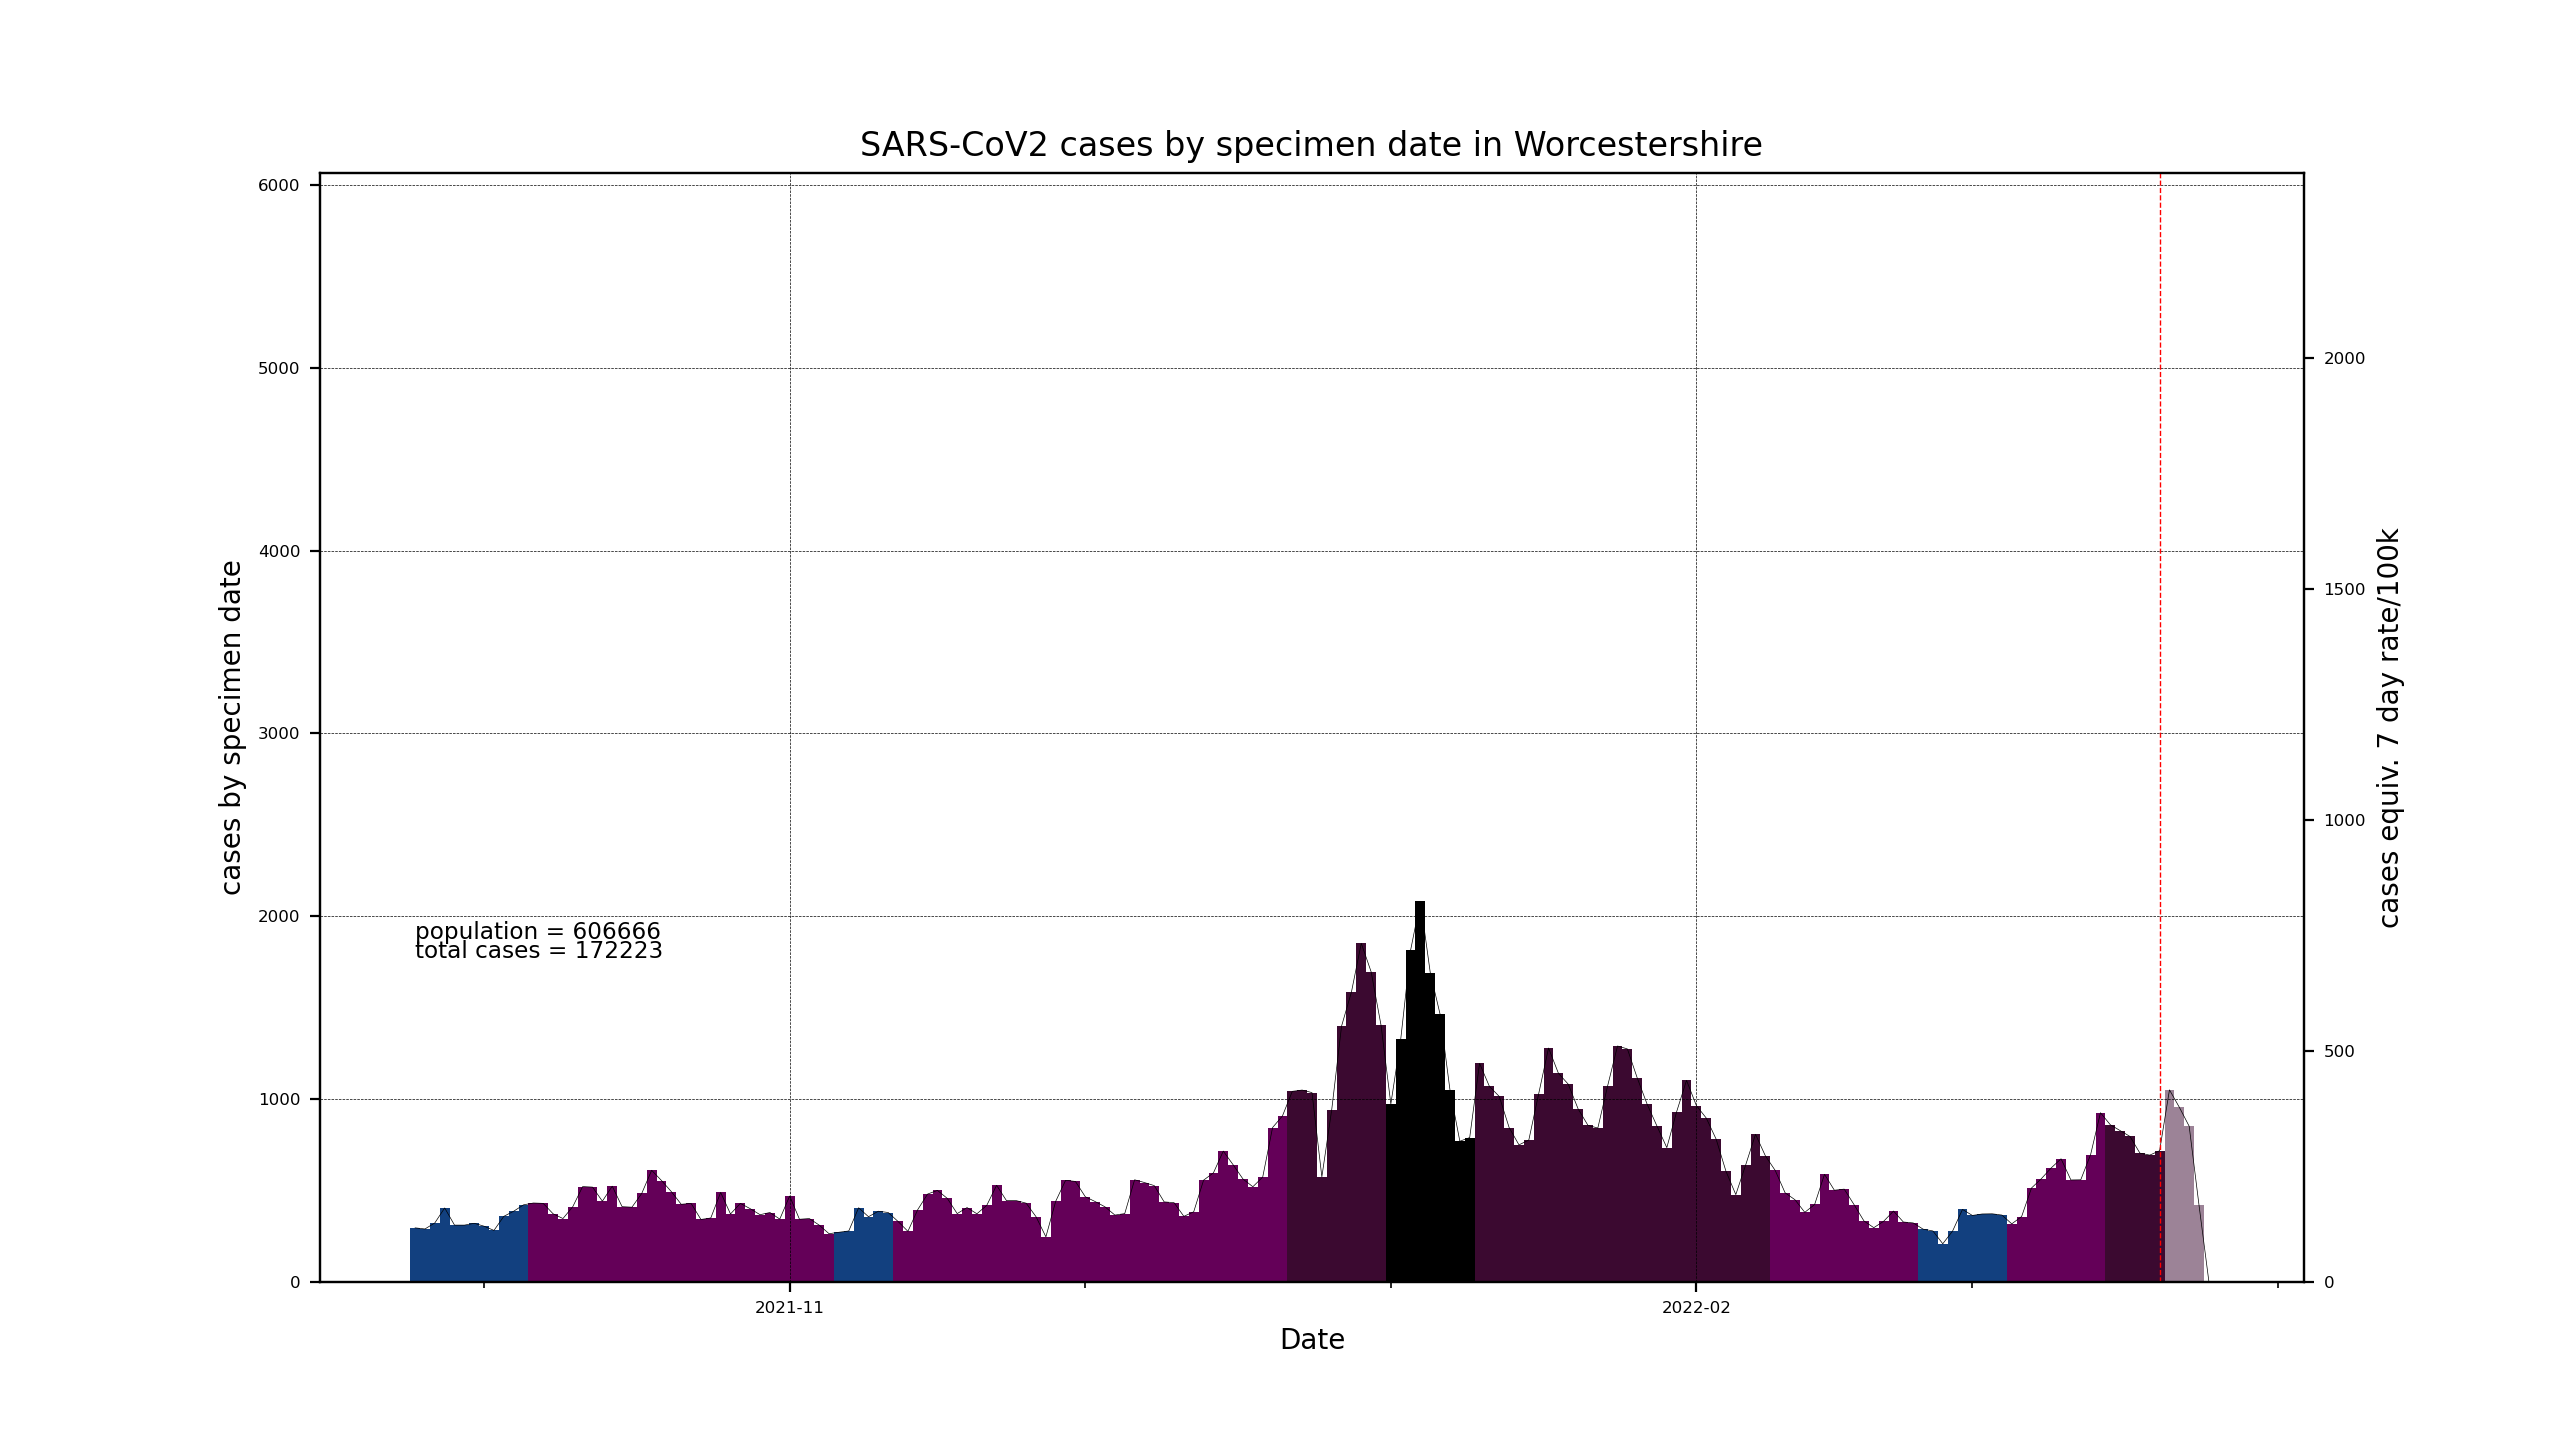 SARS-CoV2 cases by specimen date in Worcestershire
6000
5000
4000
3000
2000
1000
0
cases by specimen date
population = 606666
total cases = 172223
2000
1500
1000
500
0
cases equiv. 7 day rate/100k
2021-11
2022-02
Date